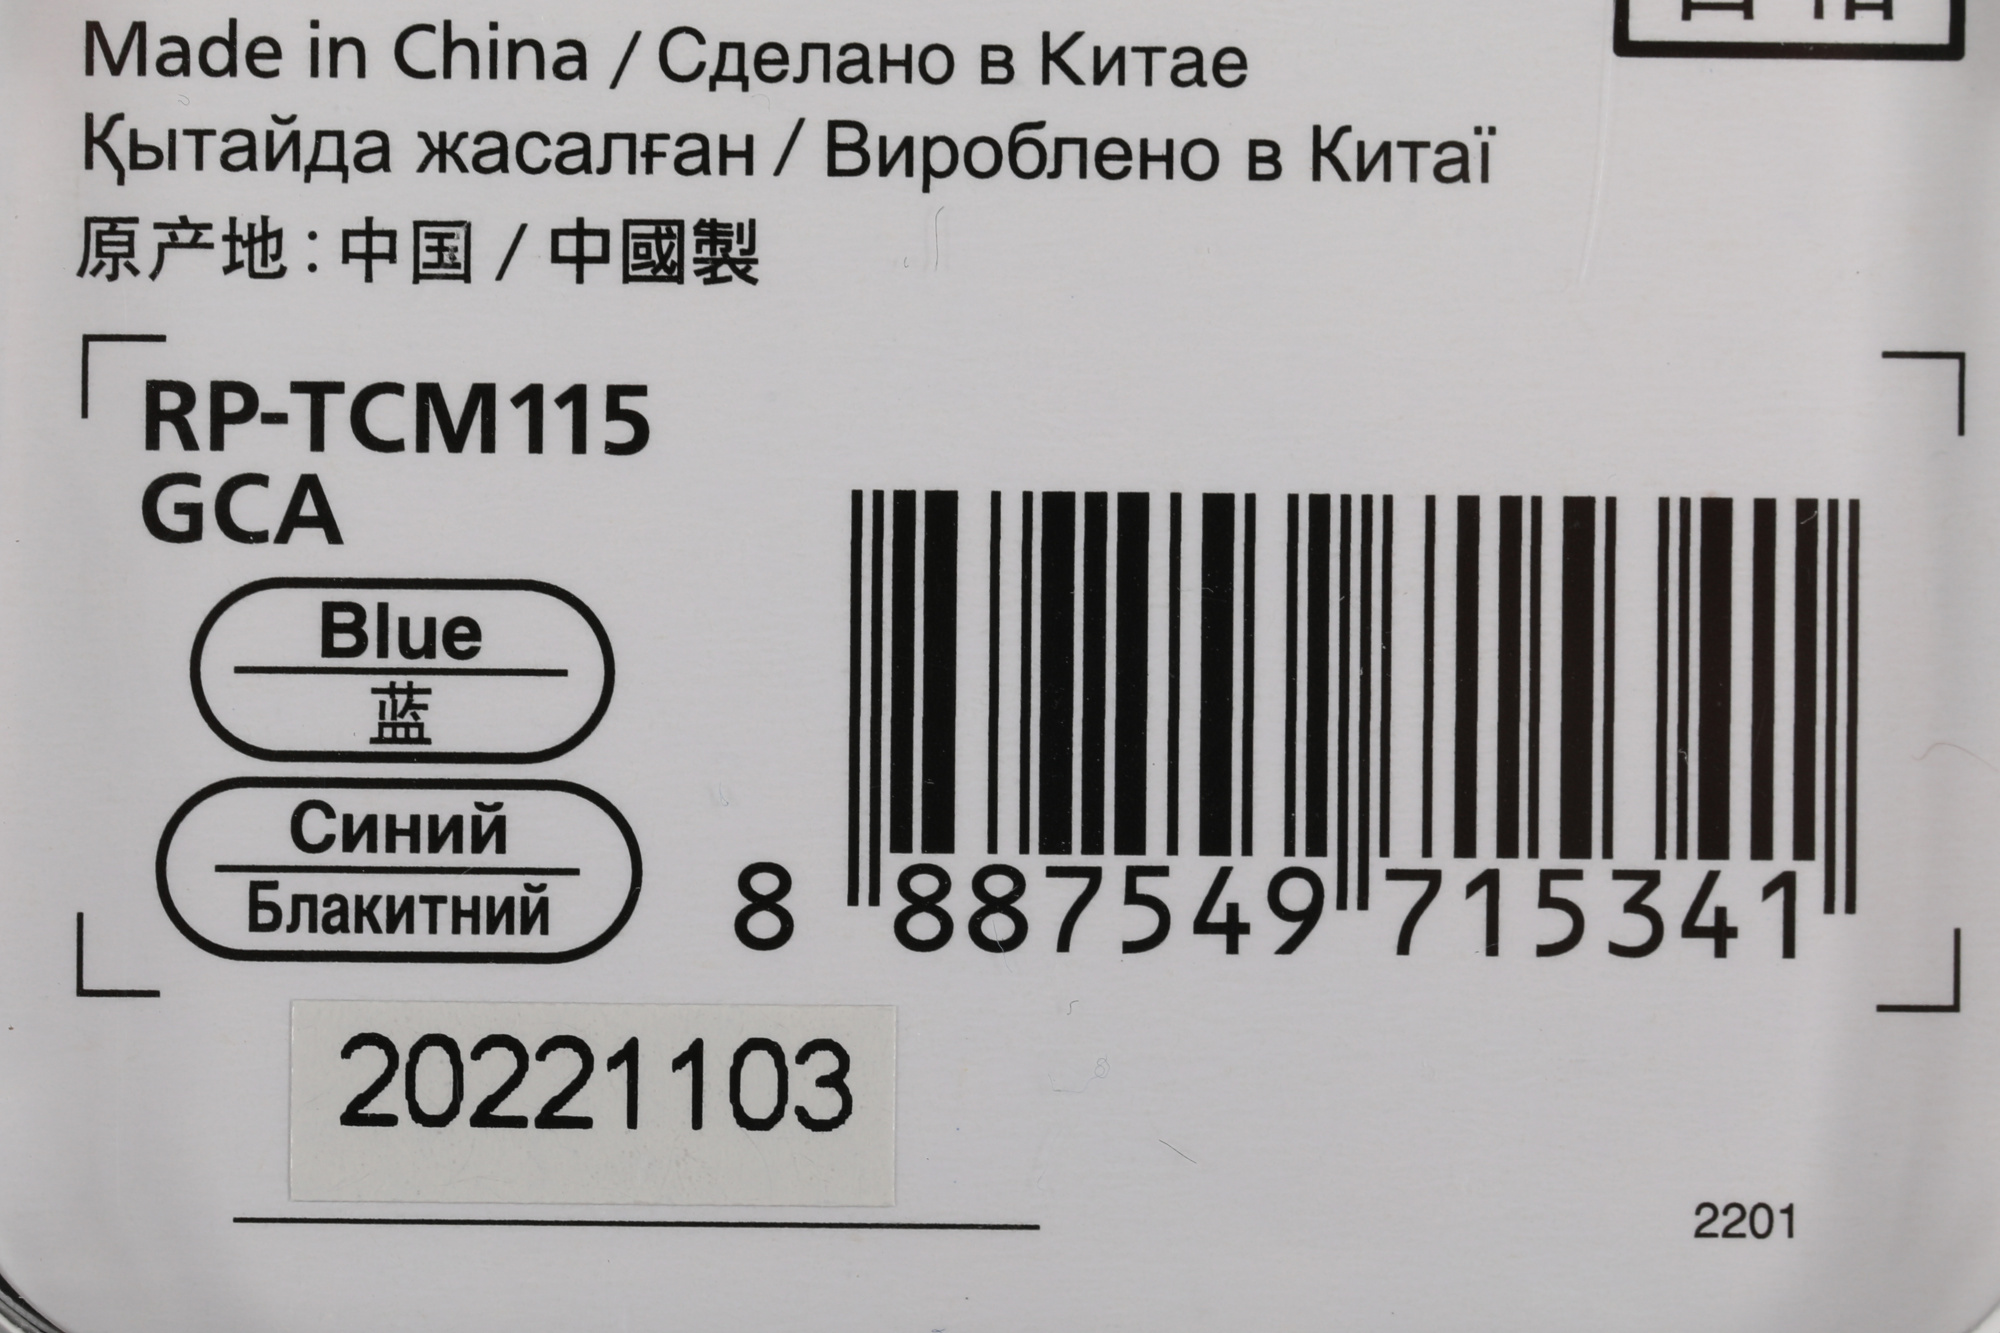 Made in China / Сделано в Китае
Қытайда жасалған / Вироблено в Китаї
原产地：中国 / 中國製
RP-TCM115
GCA
Blue
蓝
Синий
Блакитний
8 887549 715341
20221103
2201